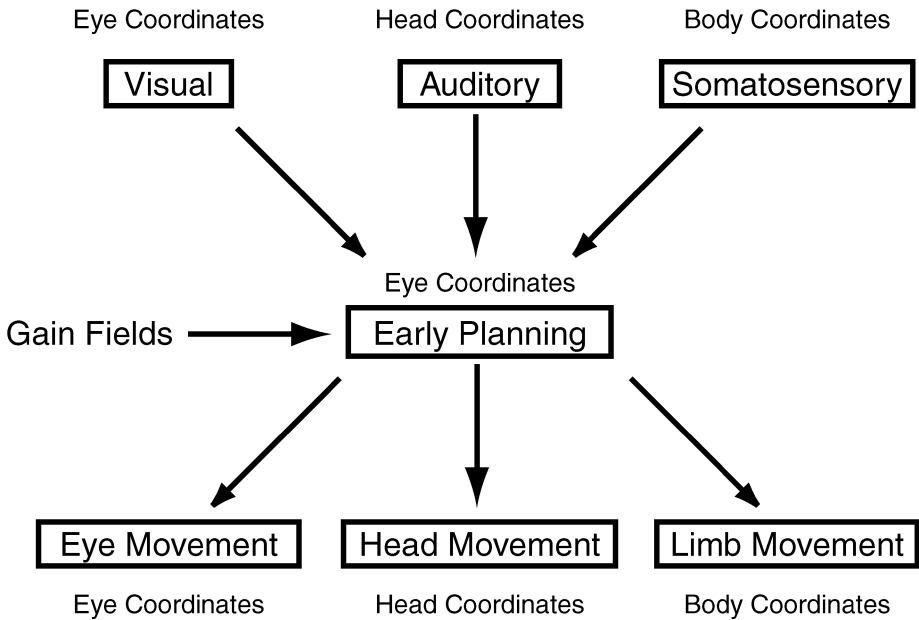 Eye Coordinates
Head Coordinates
Body Coordinates
Visual
Auditory
Somatosensory
Eye Coordinates
Gain Fields
Early Planning
Eye Movement
Head Movement
Limb Movement
Eye Coordinates
Head Coordinates
Body Coordinates